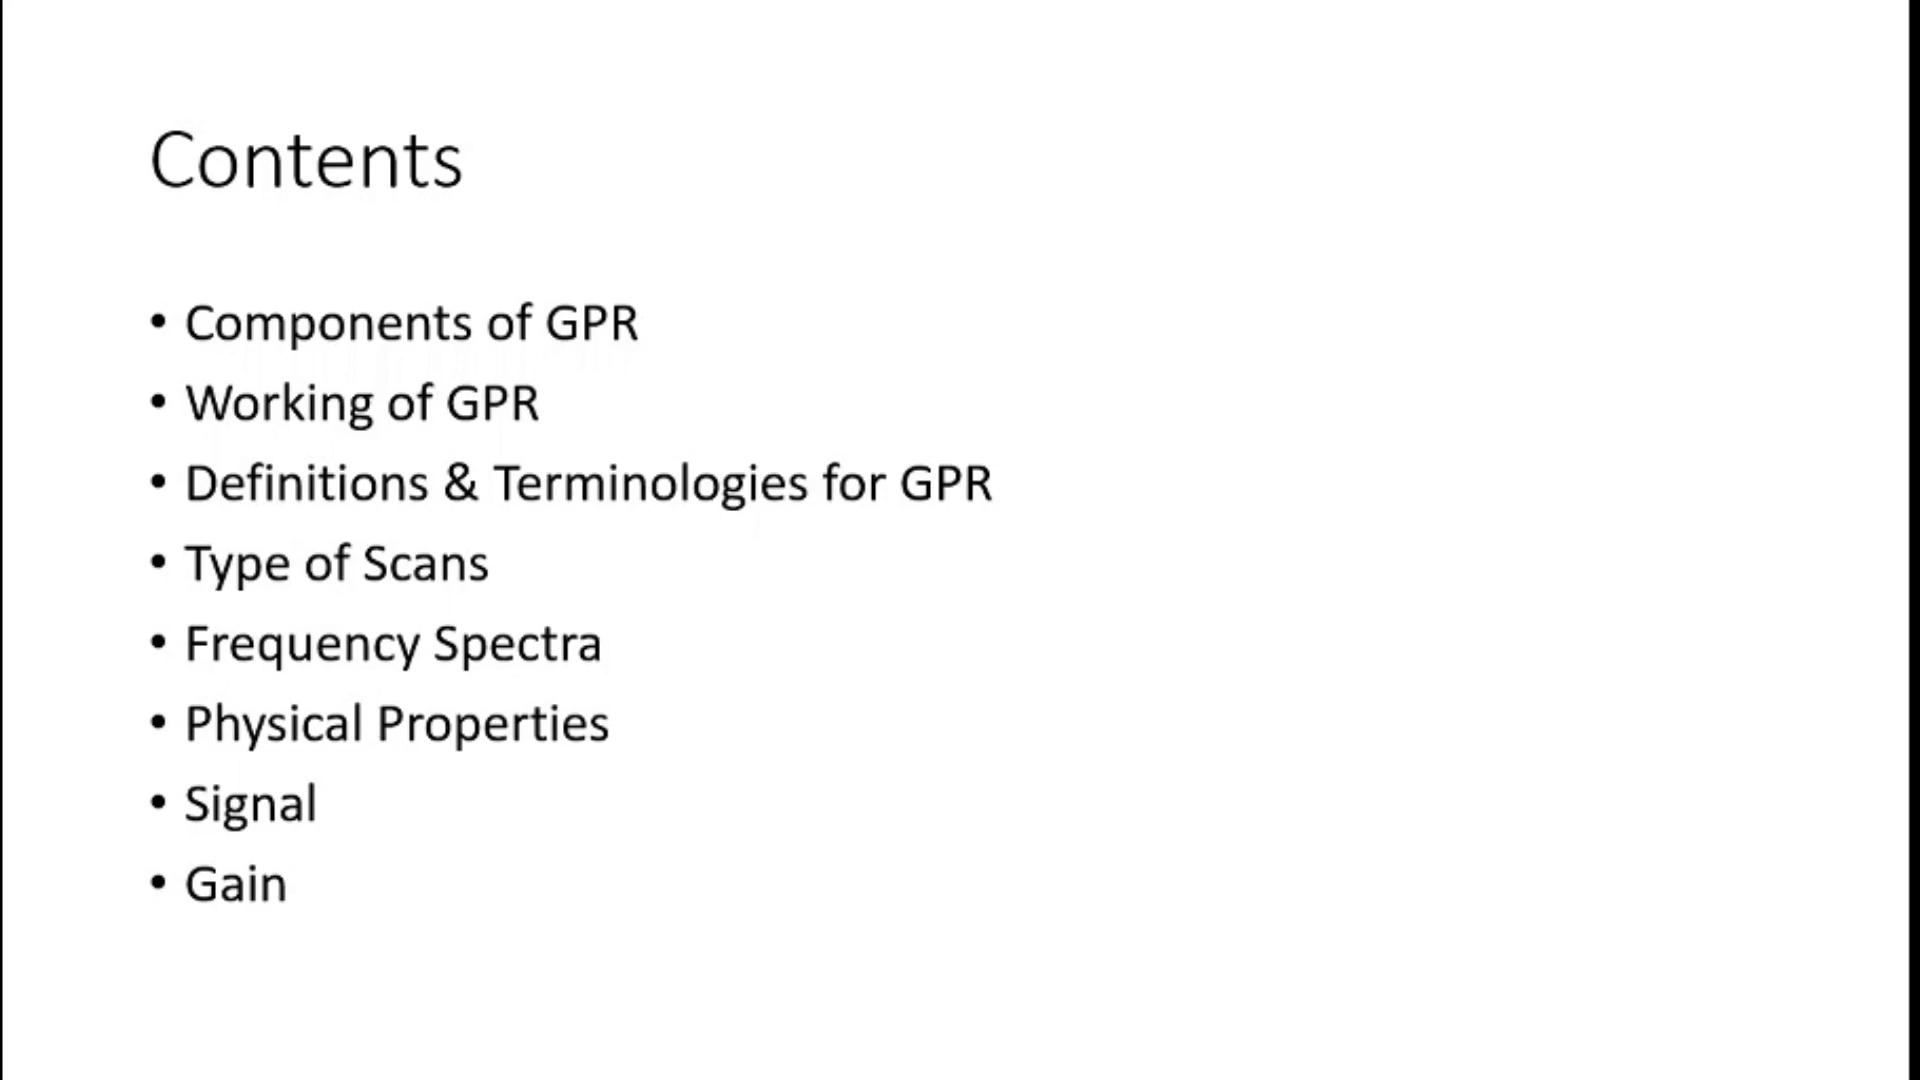 Contents
• Components of GPR
• Working of GPR
• Definitions & Terminologies for GPR
• Type of Scans
• Frequency Spectra
• Physical Properties
• Signal
• Gain